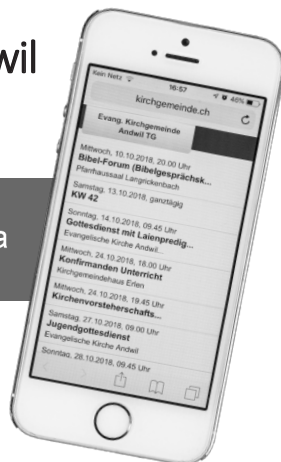 wil
a
Kein Netz 16:57 46%
kirchgemeinde.ch
Evang. Kirchgemeinde
Andwil TG
Mittwoch, 10.10.2018, 20.00 Uhr
Bibel-Forum (Bibelgesprächsk...
Pfarrhaussaal Langrickenbach
Samstag, 13.10.2018, ganztägig
KW 42
Sonntag, 14.10.2018, 09.45 Uhr
Gottesdienst mit Laienpredig...
Evangelische Kirche Andwil
Mittwoch, 24.10.2018, 18.00 Uhr
Konfirmanden Unterricht
Kirchgemeindehaus Erlen
Mittwoch, 24.10.2018, 19.45 Uhr
Kirchenvorsteherschafts...
Samstag, 27.10.2018, 09.00 Uhr
Jugendgottesdienst
Evangelische Kirche Andwil
Sonntag, 28.10.2018, 09.45 Uhr